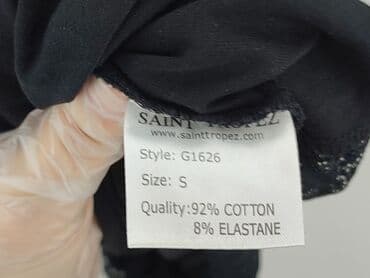 SAINT TROPEZ
www.sainttropez.com
Style: G1626
Size: S
Quality:92% COTTON
8% ELASTANE